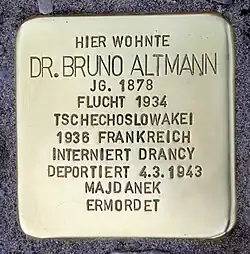 HIER WOHNTE
DR. BRUNO ALTMANN
JG. 1878
FLUCHT 1934
TSCHECHOSLOWAKEI
1936 FRANKREICH
INTERNIERT DRANCY
DEPORTIERT 4.3.1943
MAJDANEK
ERMORDET